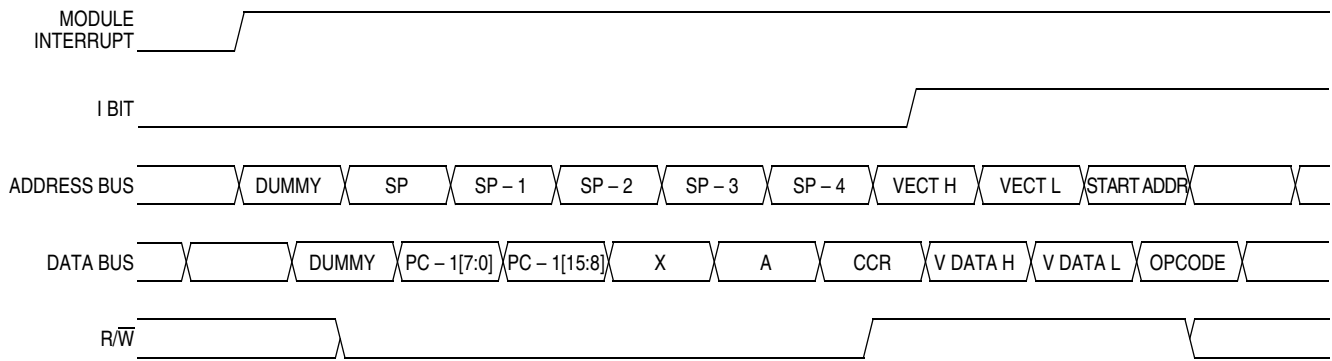 MODULE
INTERRUPT
I BIT
ADDRESS BUS DUMMY SP SP – 1 SP – 2 SP – 3 SP – 4 VECT H VECT L START ADDR
DATA BUS DUMMY PC – 1[7:0] PC – 1[15:8] X A CCR V DATA H V DATA L OPCODE
R/W̅